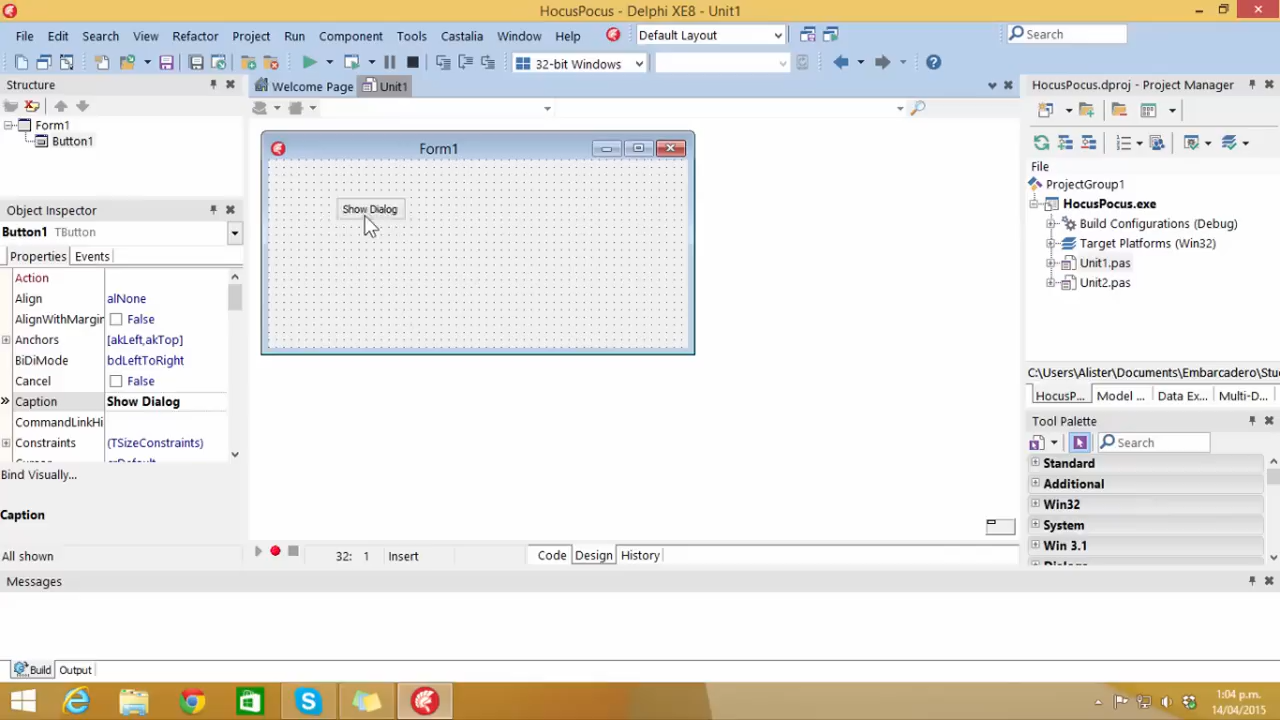 HocusPocus - Delphi XE8 - Unit1
File Edit Search View Refactor Project Run Component Tools Castalia Window Help Default Layout Search
32-bit Windows
Structure
Form1
Button1
Object Inspector
Button1 TButton
Properties Events
Action
Align alNone
AlignWithMargin False
Anchors [akLeft,akTop]
BiDiMode bdLeftToRight
Cancel False
Caption Show Dialog
CommandLinkHi
Constraints (TSizeConstraints)
Bind Visually...
Caption
All shown
Welcome Page Unit1
Form1
Show Dialog
32: 1 Insert Code Design History
HocusPocus.dproj - Project Manager
File
ProjectGroup1
HocusPocus.exe
Build Configurations (Debug)
Target Platforms (Win32)
Unit1.pas
Unit2.pas
C:\Users\Alister\Documents\Embarcadero\Stu
HocusP... Model ... Data Ex... Multi-D...
Tool Palette
Search
Standard
Additional
Win32
System
Win 3.1
Messages
Build Output
1:04 p.m.
14/04/2015